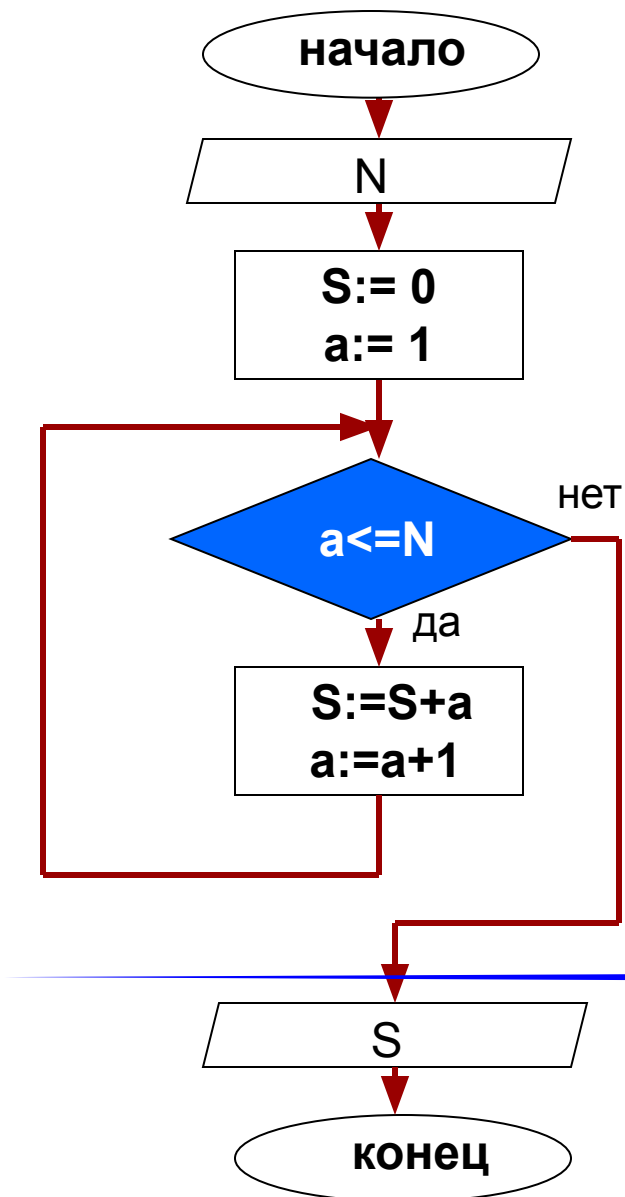 начало
N
S:= 0
a:= 1
a<=N
нет
да
S:=S+a
a:=a+1
S
конец